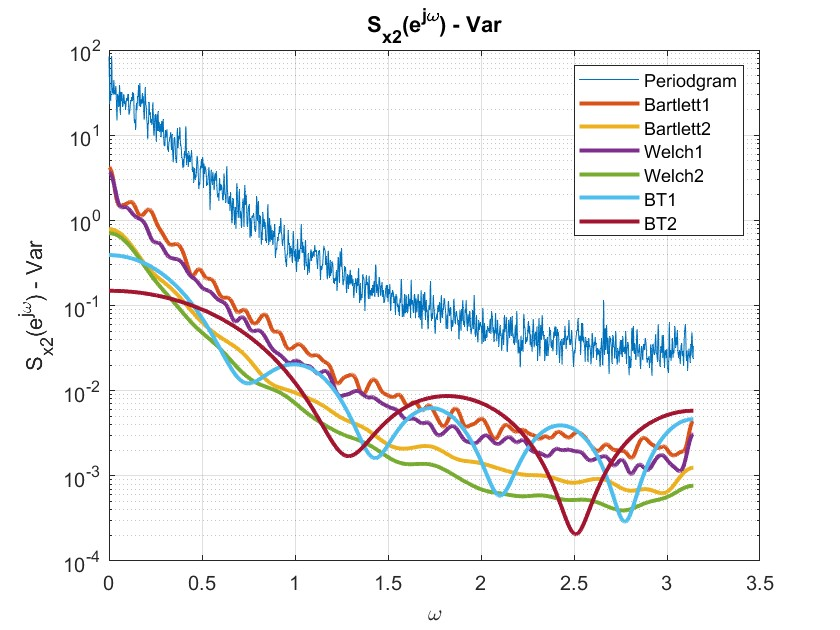 S_x2(e^jω) - Var
10^2
10^1
10^0
10^-1
10^-2
10^-3
10^-4
S_x2(e^jω) - Var
Periodgram
Bartlett1
Bartlett2
Welch1
Welch2
BT1
BT2
0 0.5 1 1.5 2 2.5 3 3.5
ω